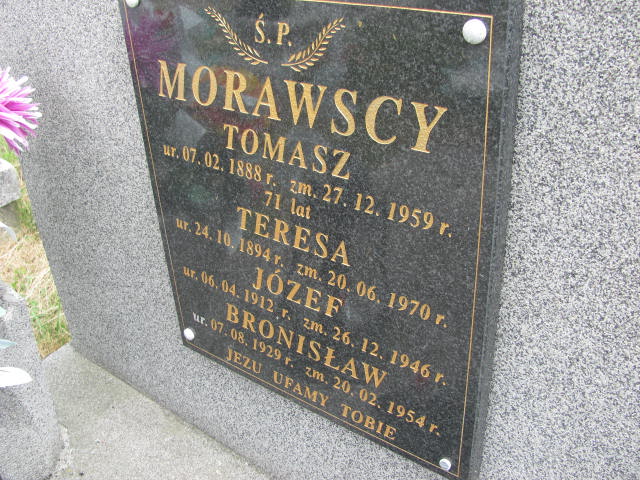 Ś.P.
MORAWSCY
TOMASZ
ur. 07. 02. 1888 r. zm. 27. 12. 1959 r.
71 lat
TERESA
ur. 24. 10. 1894 r. zm. 20. 06. 1970 r.
JÓZEF
ur. 06. 04. 1912 r. zm. 26. 12. 1946 r.
BRONISŁAW
ur. 07. 08. 1929 r. zm. 20. 02. 1954 r.
JEZU UFAMY TOBIE